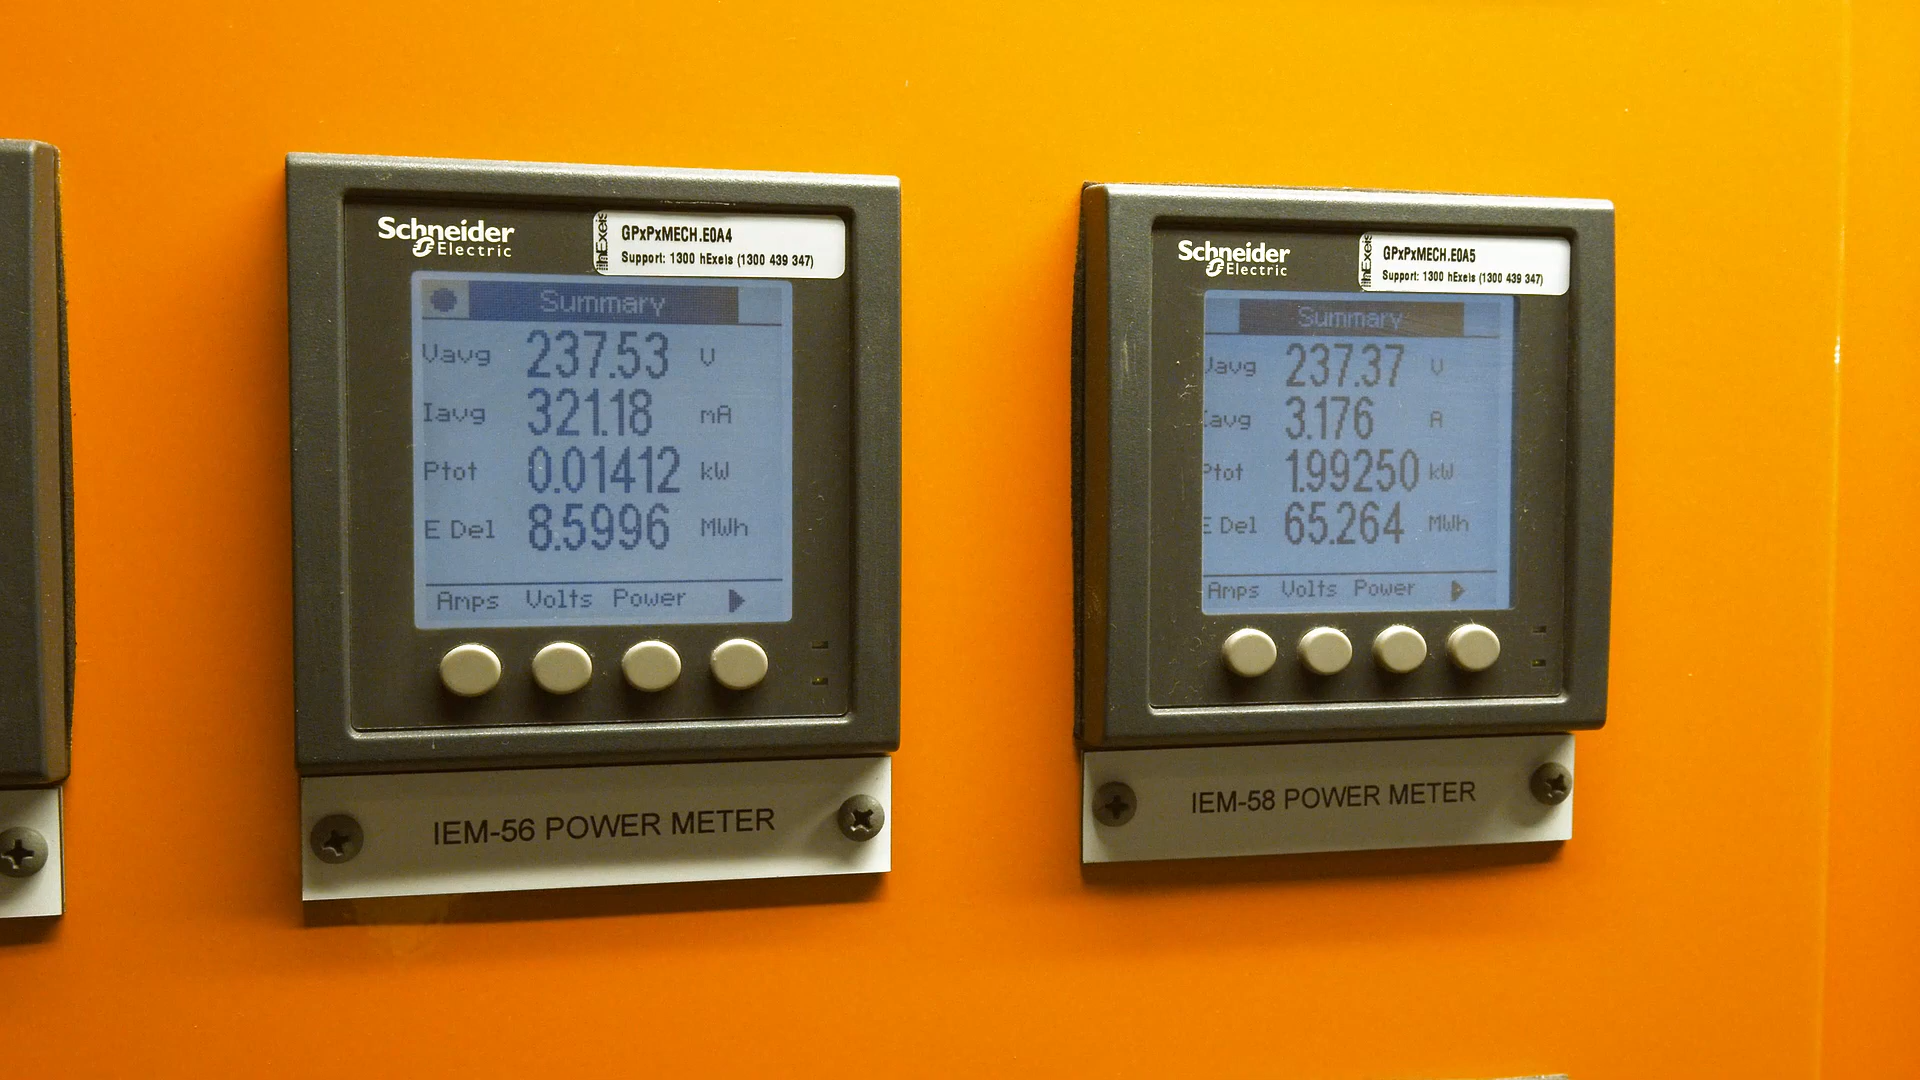 Schneider
Electric
hExels
GPxPxMECH.E0A4
Support: 1300 hExels (1300 439 347)
Summary
Vavg 237.53 V
Iavg 321.18 mA
Ptot 0.01412 kW
E Del 8.5996 MWh
Amps Volts Power
IEM-56 POWER METER
Schneider
Electric
hExels
GPxPxMECH.E0A5
Support: 1300 hExels (1300 439 347)
Summary
Vavg 237.37 V
Iavg 3.176 A
Ptot 1.99250 kW
E Del 65.264 MWh
Amps Volts Power
IEM-58 POWER METER